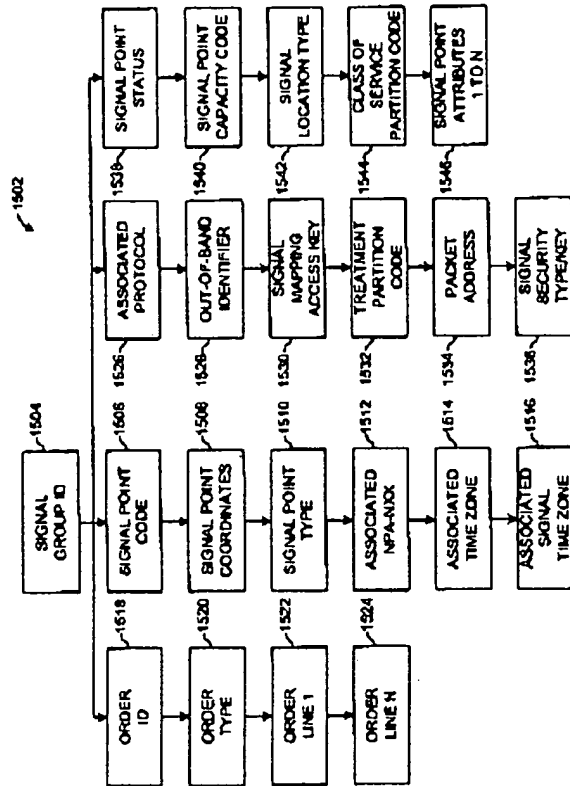 1502
SIGNAL
GROUP ID
1504
ORDER
ID
1518
ORDER
TYPE
1520
ORDER
LINE 1
1522
ORDER
LINE N
1524
SIGNAL POINT
CODE
1506
SIGNAL POINT
COORDINATES
1508
SIGNAL POINT
TYPE
1510
ASSOCIATED
NPA-NXX
1512
ASSOCIATED
TIME ZONE
1514
ASSOCIATED
SIGNAL
TIME ZONE
1516
ASSOCIATED
PROTOCOL
1526
OUT-OF-BAND
IDENTIFIER
1528
SIGNAL
MAPPING
ACCESS KEY
1530
TREATMENT
PARTITION
CODE
1532
PACKET
ADDRESS
1534
SIGNAL
SECURITY
TYPE/KEY
1536
SIGNAL POINT
STATUS
1538
SIGNAL POINT
CAPACITY CODE
1540
SIGNAL
LOCATION TYPE
1542
CLASS OF
SERVICE
PARTITION CODE
1544
SIGNAL POINT
ATTRIBUTES
1 TO N
1546